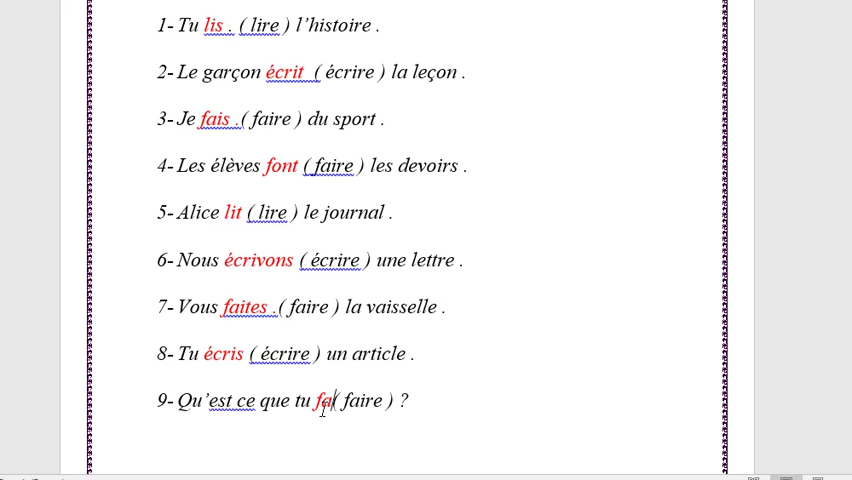 1- Tu lis . ( lire ) l’histoire .
2- Le garçon écrit ( écrire ) la leçon .
3- Je fais .( faire ) du sport .
4- Les élèves font ( faire ) les devoirs .
5- Alice lit ( lire ) le journal .
6- Nous écrivons ( écrire ) une lettre .
7- Vous faites .( faire ) la vaisselle .
8- Tu écris ( écrire ) un article .
9- Qu’est ce que tu fai( faire ) ?